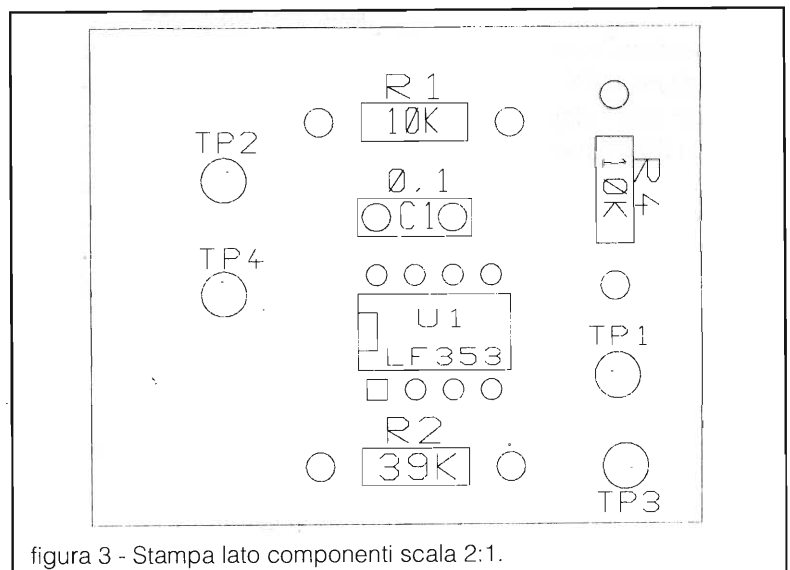 R1
10K
TP2
0.1
C1
R4
10K
TP4
U1
LF353
TP1
R2
39K
TP3
figura 3 - Stampa lato componenti scala 2:1.